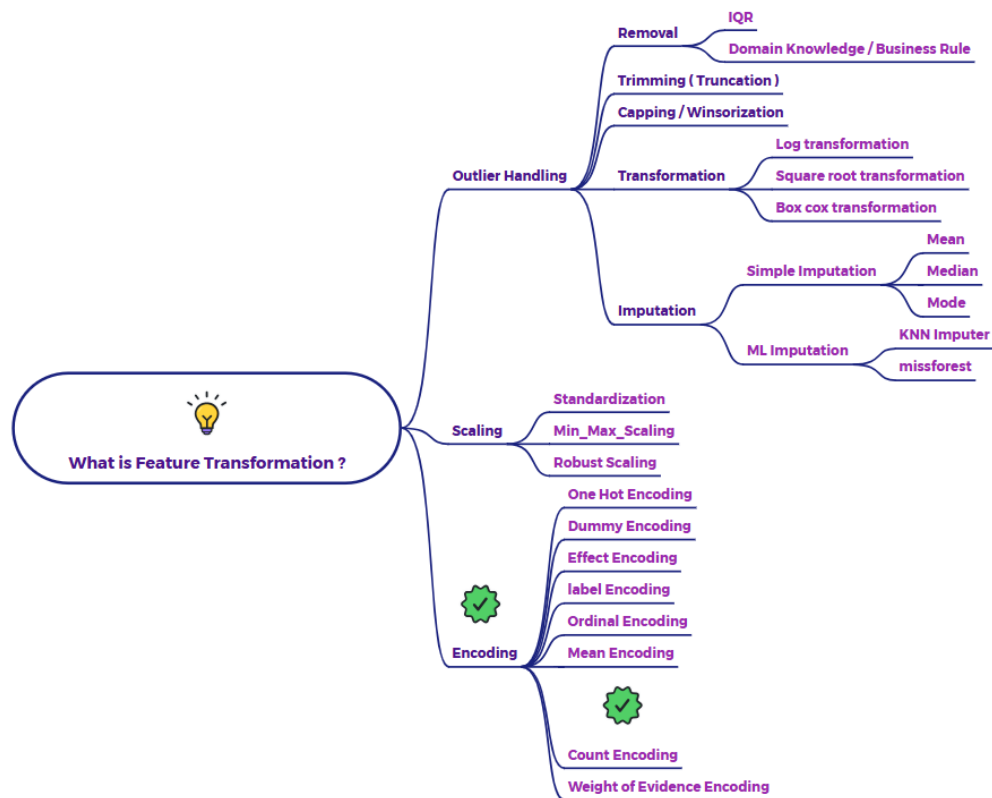 What is Feature Transformation ?
Outlier Handling
Removal
IQR
Domain Knowledge / Business Rule
Trimming ( Truncation )
Capping / Winsorization
Transformation
Log transformation
Square root transformation
Box cox transformation
Imputation
Simple Imputation
Mean
Median
Mode
ML Imputation
KNN Imputer
missforest
Scaling
Standardization
Min_Max_Scaling
Robust Scaling
Encoding
One Hot Encoding
Dummy Encoding
Effect Encoding
label Encoding
Ordinal Encoding
Mean Encoding
Count Encoding
Weight of Evidence Encoding